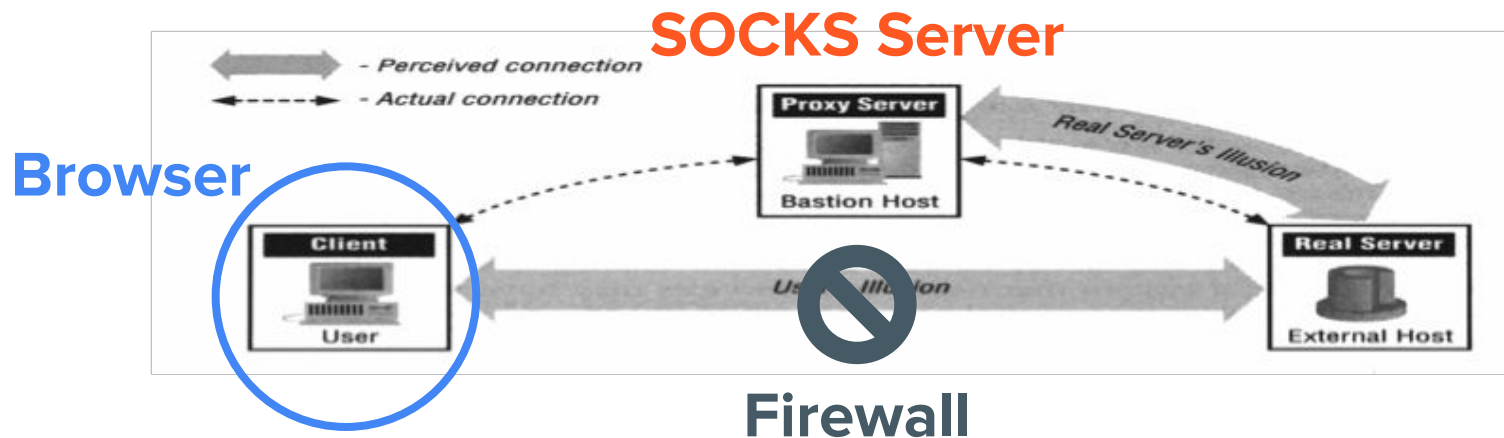 SOCKS Server
- Perceived connection
- Actual connection
Proxy Server
Real Server's Illusion
Browser
Bastion Host
Client
Real Server
Illusion
User
External Host
Firewall